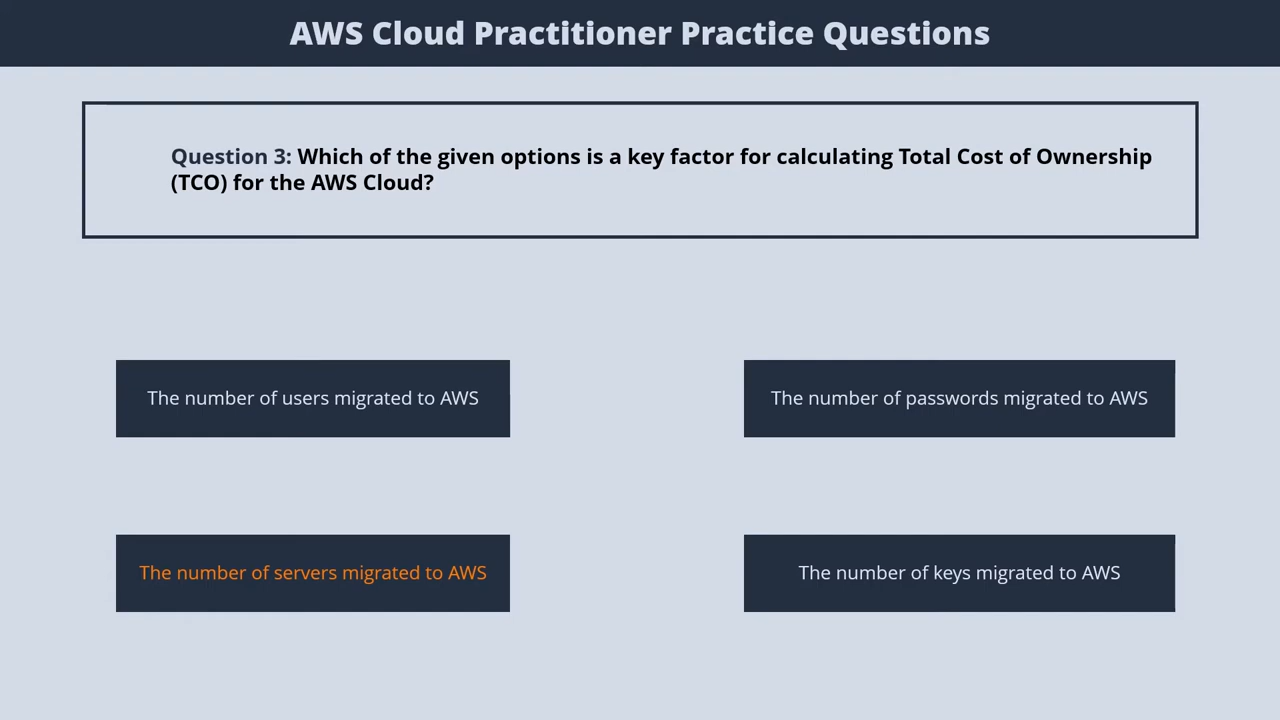 AWS Cloud Practitioner Practice Questions
Question 3: Which of the given options is a key factor for calculating Total Cost of Ownership
(TCO) for the AWS Cloud?
The number of users migrated to AWS
The number of passwords migrated to AWS
The number of servers migrated to AWS
The number of keys migrated to AWS